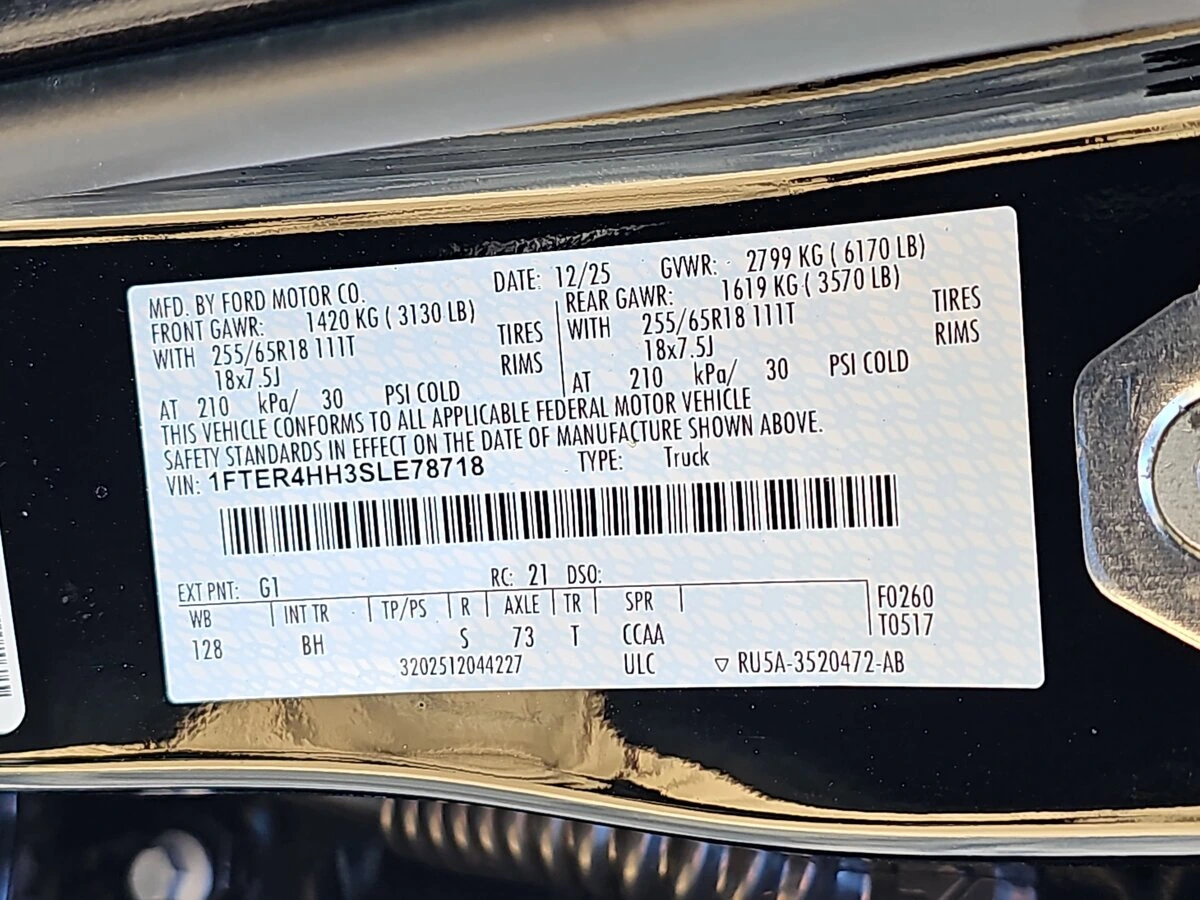 MFD. BY FORD MOTOR CO. DATE: 12/25 GVWR: 2799 KG ( 6170 LB)
FRONT GAWR: 1420 KG ( 3130 LB) REAR GAWR: 1619 KG ( 3570 LB)
WITH 255/65R18 111T TIRES WITH 255/65R18 111T TIRES
18x7.5J RIMS 18x7.5J RIMS
AT 210 kPa/ 30 PSI COLD AT 210 kPa/ 30 PSI COLD
THIS VEHICLE CONFORMS TO ALL APPLICABLE FEDERAL MOTOR VEHICLE
SAFETY STANDARDS IN EFFECT ON THE DATE OF MANUFACTURE SHOWN ABOVE.
VIN: 1FTER4HH3SLE78718 TYPE: Truck
EXT PNT: G1 RC: 21 DSO:
WB INT TR TP/PS R AXLE TR SPR F0260
128 BH S 73 T CCAA T0517
3202512044227 ULC ▽ RU5A-3520472-AB